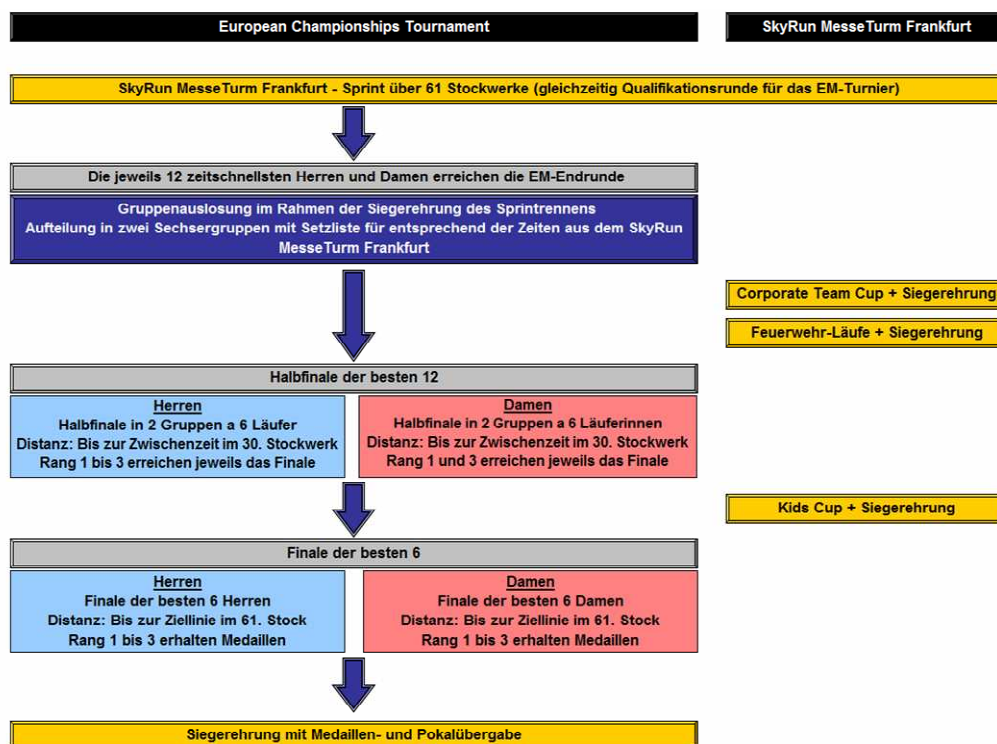 European Championships Tournament
SkyRun MesseTurm Frankfurt
SkyRun MesseTurm Frankfurt - Sprint über 61 Stockwerke (gleichzeitig Qualifikationsrunde für das EM-Turnier)
Die jeweils 12 zeitschnellsten Herren und Damen erreichen die EM-Endrunde
Gruppenauslosung im Rahmen der Siegerehrung des Sprintrennens
Aufteilung in zwei Sechsergruppen mit Setzliste für entsprechend der Zeiten aus dem SkyRun
MesseTurm Frankfurt
Corporate Team Cup + Siegerehrung
Feuerwehr-Läufe + Siegerehrung
Halbfinale der besten 12
Herren
Halbfinale in 2 Gruppen a 6 Läufer
Distanz: Bis zur Zwischenzeit im 30. Stockwerk
Rang 1 bis 3 erreichen jeweils das Finale
Damen
Halbfinale in 2 Gruppen a 6 Läuferinnen
Distanz: Bis zur Zwischenzeit im 30. Stockwerk
Rang 1 und 3 erreichen jeweils das Finale
Kids Cup + Siegerehrung
Finale der besten 6
Herren
Finale der besten 6 Herren
Distanz: Bis zur Ziellinie im 61. Stock
Rang 1 bis 3 erhalten Medaillen
Damen
Finale der besten 6 Damen
Distanz: Bis zur Ziellinie im 61. Stock
Rang 1 bis 3 erhalten Medaillen
Siegerehrung mit Medaillen- und Pokalübergabe